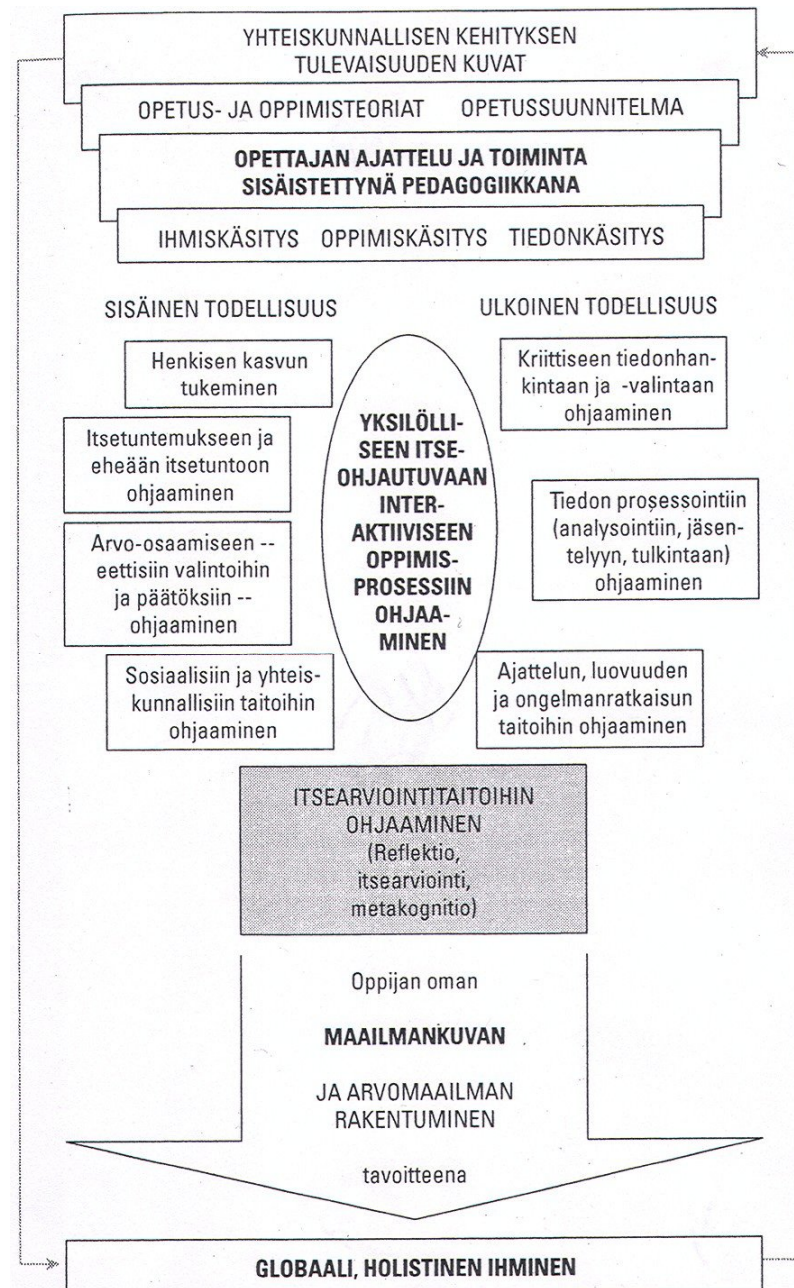 YHTEISKUNNALLISEN KEHITYKSEN
TULEVAISUUDEN KUVAT
OPETUS- JA OPPIMISTEORIAT OPETUSSUUNNITELMA
OPETTAJAN AJATTELU JA TOIMINTA
SISÄISTETTYNÄ PEDAGOGIIKKANA
IHMISKÄSITYS OPPIMISKÄSITYS TIEDONKÄSITYS
SISÄINEN TODELLISUUS
Henkisen kasvun
tukeminen
Itsetuntemukseen ja
eheään itsetuntoon
ohjaaminen
Arvo-osaamiseen --
eettisiin valintoihin
ja päätöksiin --
ohjaaminen
Sosiaalisiin ja yhteis-
kunnallisiin taitoihin
ohjaaminen
YKSILÖLLI-
SEEN ITSE-
OHJAUTUVAAN
INTER-
AKTIIVISEEN
OPPIMIS-
PROSESSIIN
OHJAA-
MINEN
ULKOINEN TODELLISUUS
Kriittiseen tiedonhan-
kintaan ja -valintaan
ohjaaminen
Tiedon prosessointiin
(analysointiin, jäsen-
telyyn, tulkintaan)
ohjaaminen
Ajattelun, luovuuden
ja ongelmanratkaisun
taitoihin ohjaaminen
ITSEARVIOINTITAITOIHIN
OHJAAMINEN
(Reflektio,
itsearviointi,
metakognitio)
Oppijan oman
MAAILMANKUVAN
JA ARVOMAAILMAN
RAKENTUMINEN
tavoitteena
GLOBAALI, HOLISTINEN IHMINEN